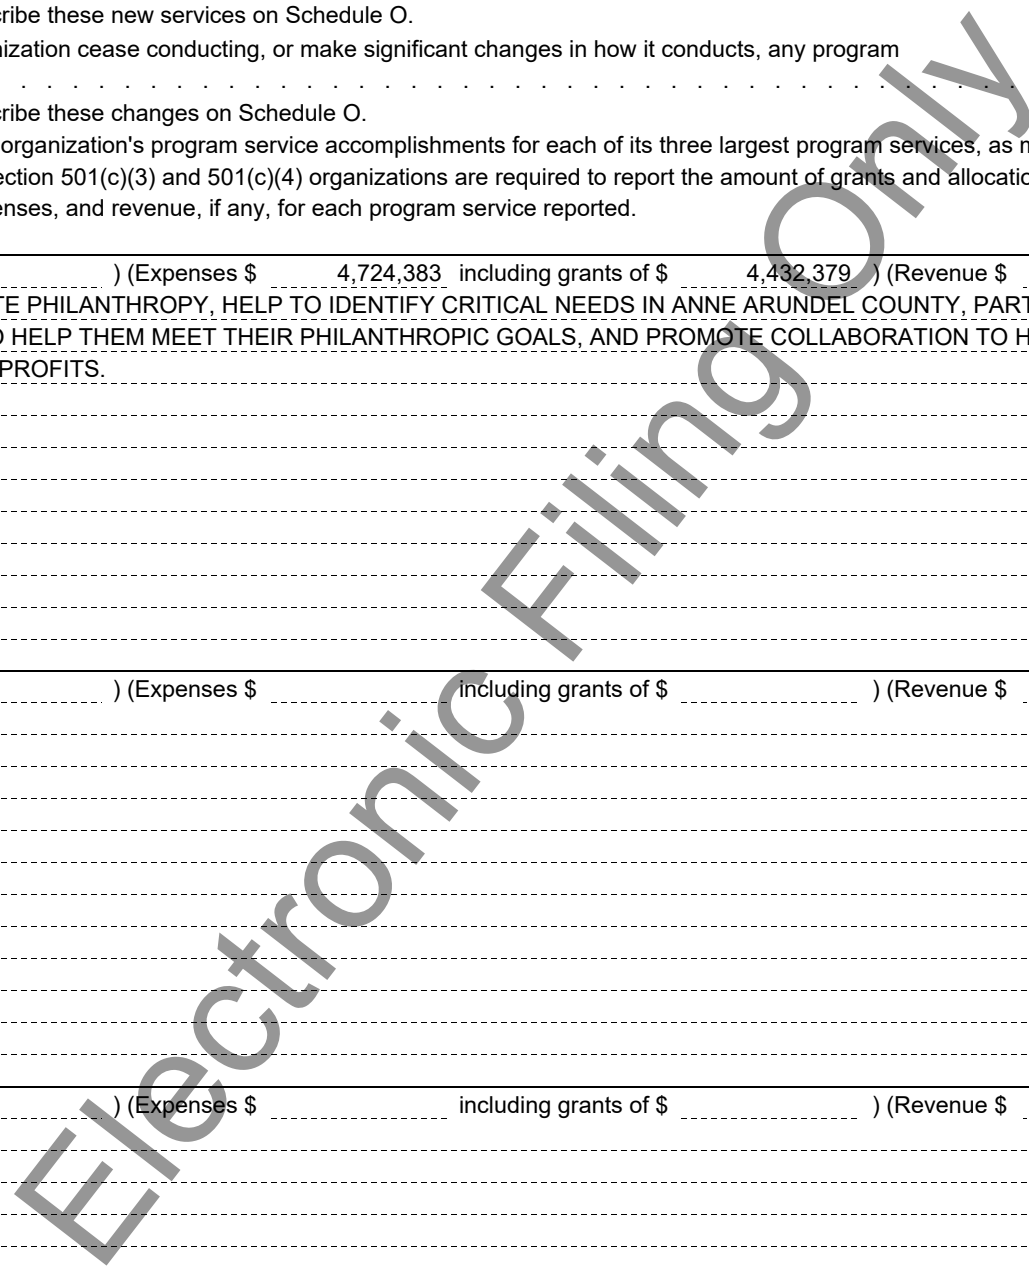 cribe these new services on Schedule O.
nization cease conducting, or make significant changes in how it conducts, any program
. . . . . . . . . . . . . . . . . . . . . . . . . . . . . . . . . . . . . . .
cribe these changes on Schedule O.
organization's program service accomplishments for each of its three largest program services, as m
ection 501(c)(3) and 501(c)(4) organizations are required to report the amount of grants and allocatio
enses, and revenue, if any, for each program service reported.
) (Expenses $ 4,724,383 including grants of $ 4,432,379 ) (Revenue $
TE PHILANTHROPY, HELP TO IDENTIFY CRITICAL NEEDS IN ANNE ARUNDEL COUNTY, PART
O HELP THEM MEET THEIR PHILANTHROPIC GOALS, AND PROMOTE COLLABORATION TO H
PROFITS.
) (Expenses $ including grants of $ ) (Revenue $
) (Expenses $ including grants of $ ) (Revenue $
Electronic Filing Only